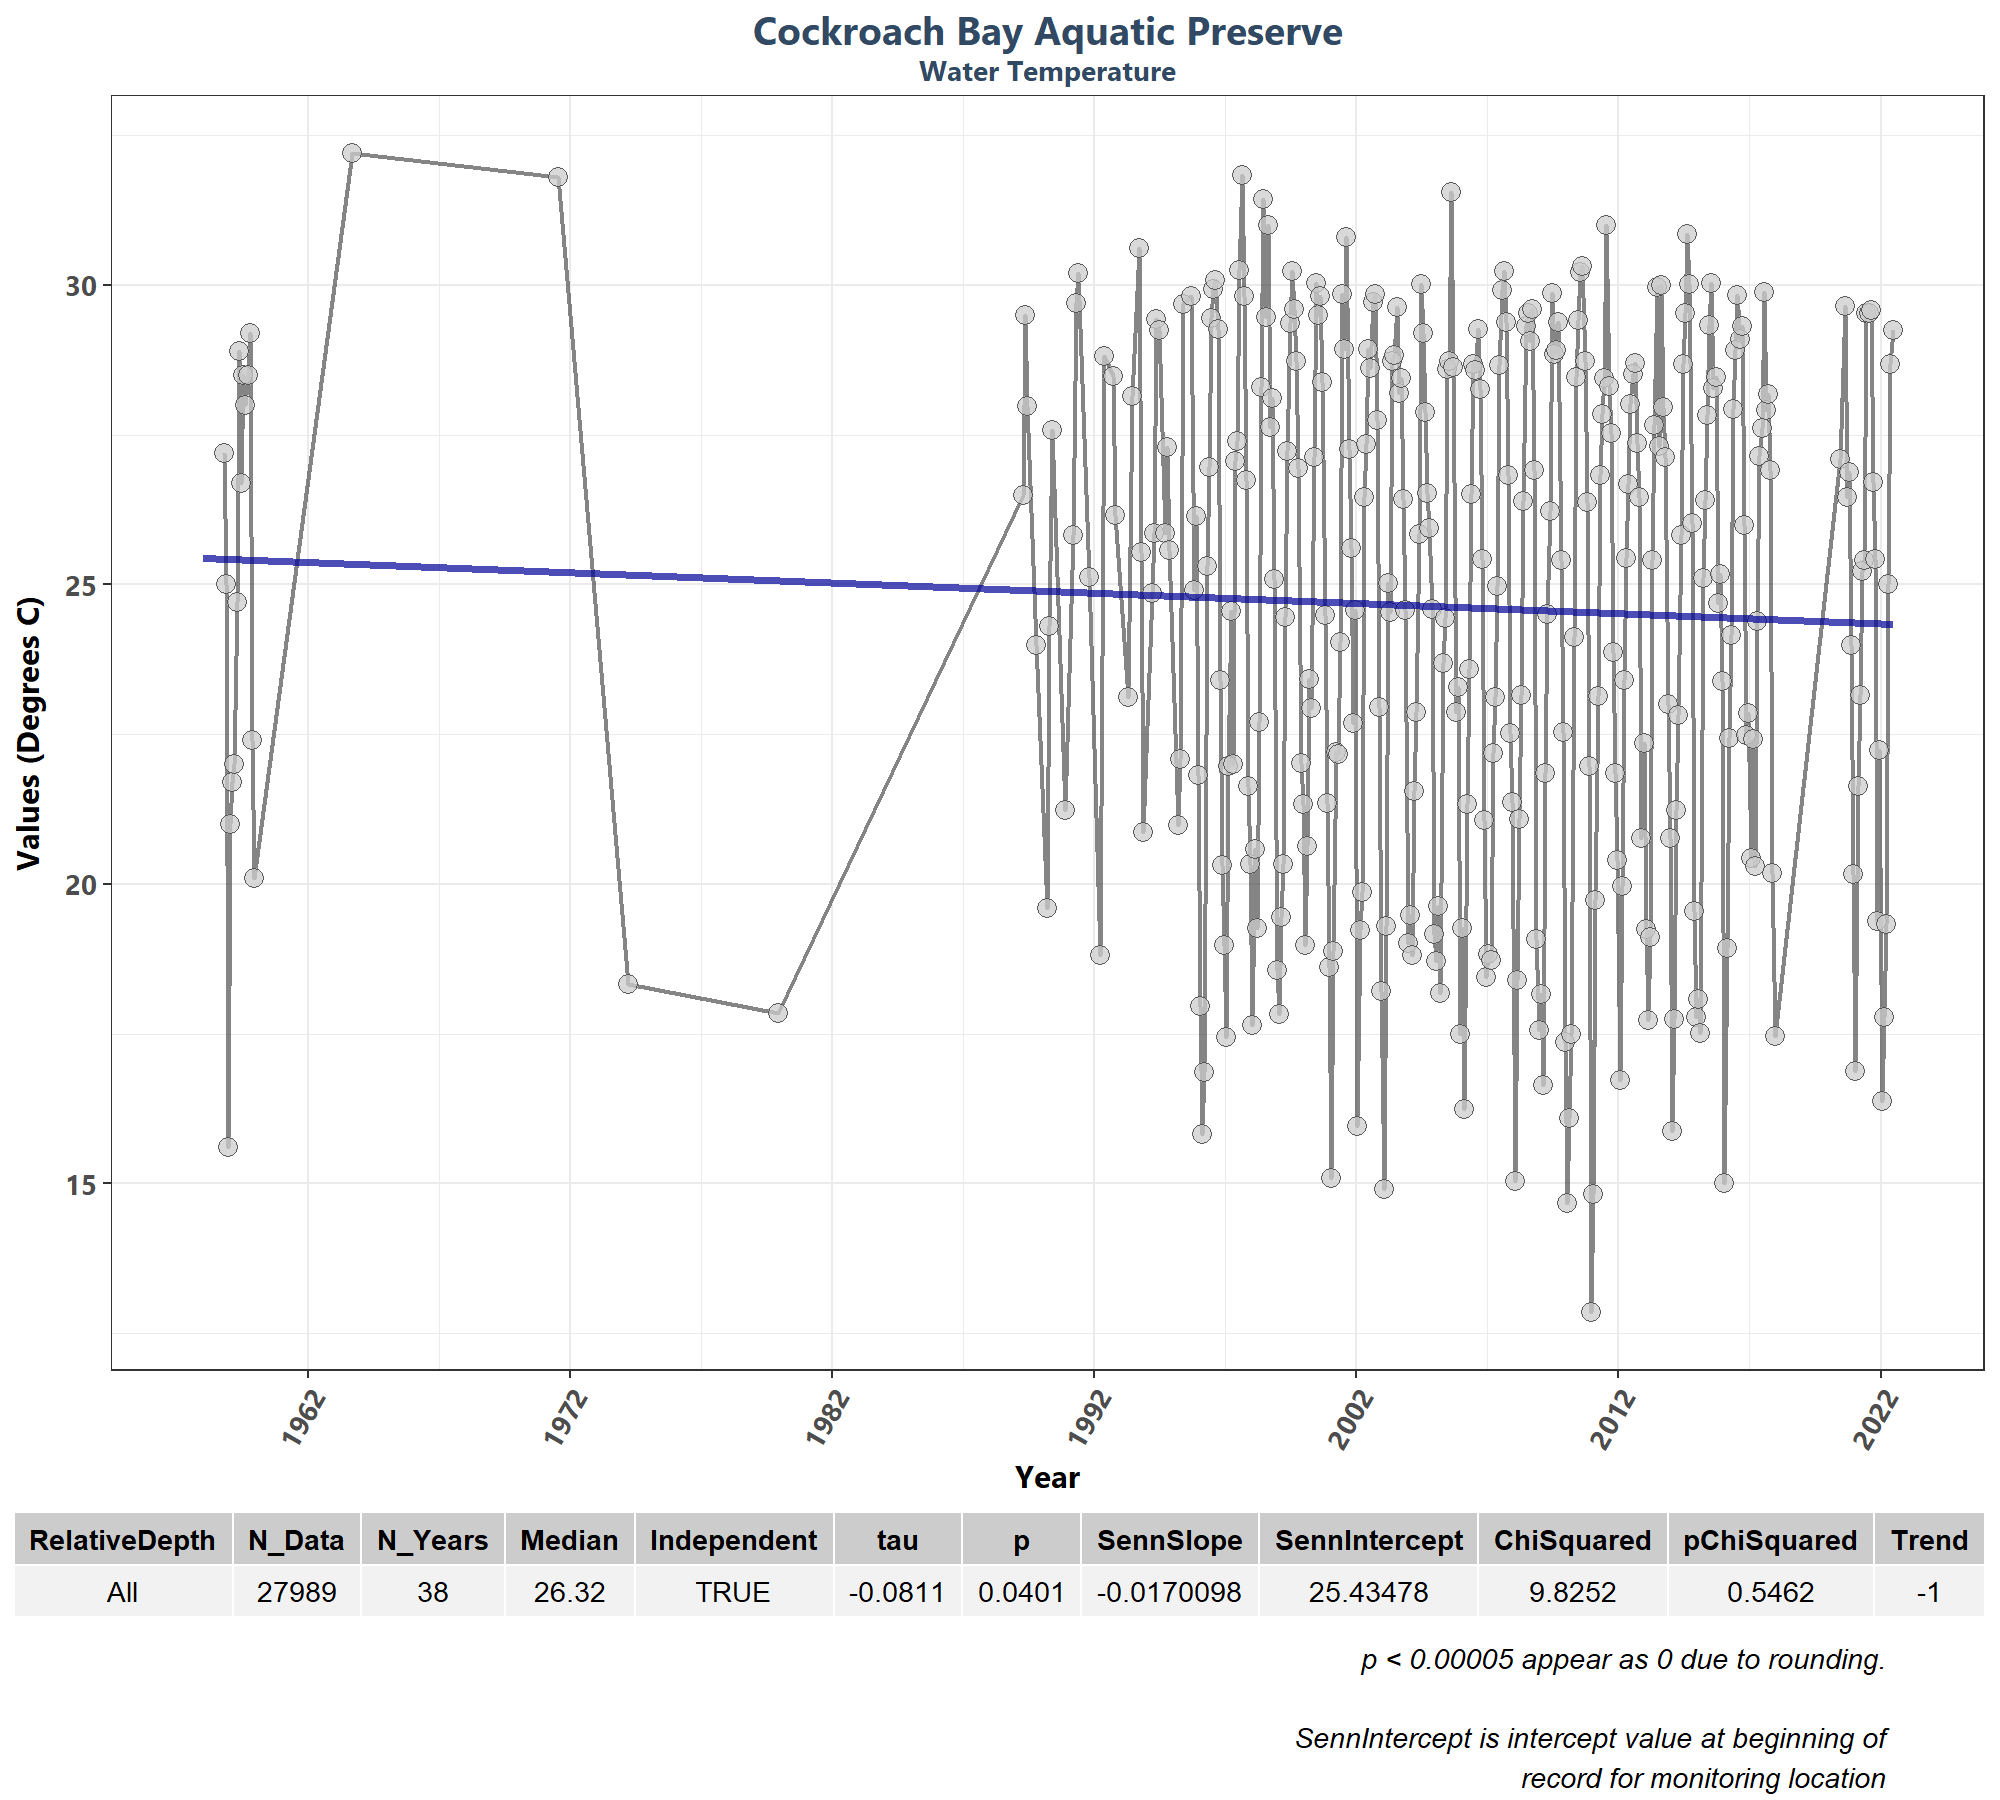 Cockroach Bay Aquatic Preserve
Water Temperature
Values (Degrees C)
30
25
20
15
1962 1972 1982 1992 2002 2012 2022
Year
RelativeDepth N_Data N_Years Median Independent tau p SennSlope SennIntercept ChiSquared pChiSquared Trend
All 27989 38 26.32 TRUE -0.0811 0.0401 -0.0170098 25.43478 9.8252 0.5462 -1
p < 0.00005 appear as 0 due to rounding.
SennIntercept is intercept value at beginning of
record for monitoring location